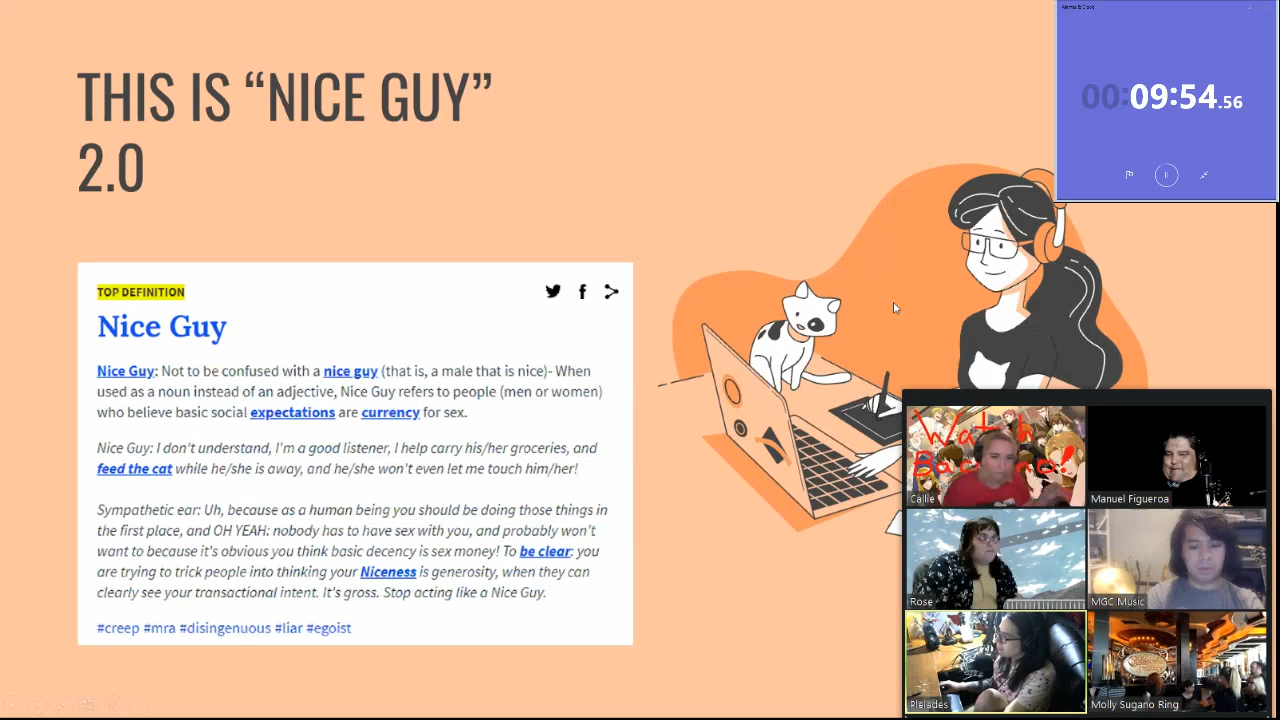 Alarms & Clock
THIS IS “NICE GUY”
2.0
00:09:54.56
TOP DEFINITION
Nice Guy
Nice Guy: Not to be confused with a nice guy (that is, a male that is nice)- When
used as a noun instead of an adjective, Nice Guy refers to people (men or women)
who believe basic social expectations are currency for sex.
Nice Guy: I don't understand, I'm a good listener, I help carry his/her groceries, and
feed the cat while he/she is away, and he/she won't even let me touch him/her!
Sympathetic ear: Uh, because as a human being you should be doing those things in
the first place, and OH YEAH: nobody has to have sex with you, and probably won't
want to because it's obvious you think basic decency is sex money! To be clear: you
are trying to trick people into thinking your Niceness is generosity, when they can
clearly see your transactional intent. It's gross. Stop acting like a Nice Guy.
#creep #mra #disingenuous #liar #egoist
Watch
Callie
Manuel Figueroa
Rose
MGC Music
Pleiades
Molly Sugano Ring